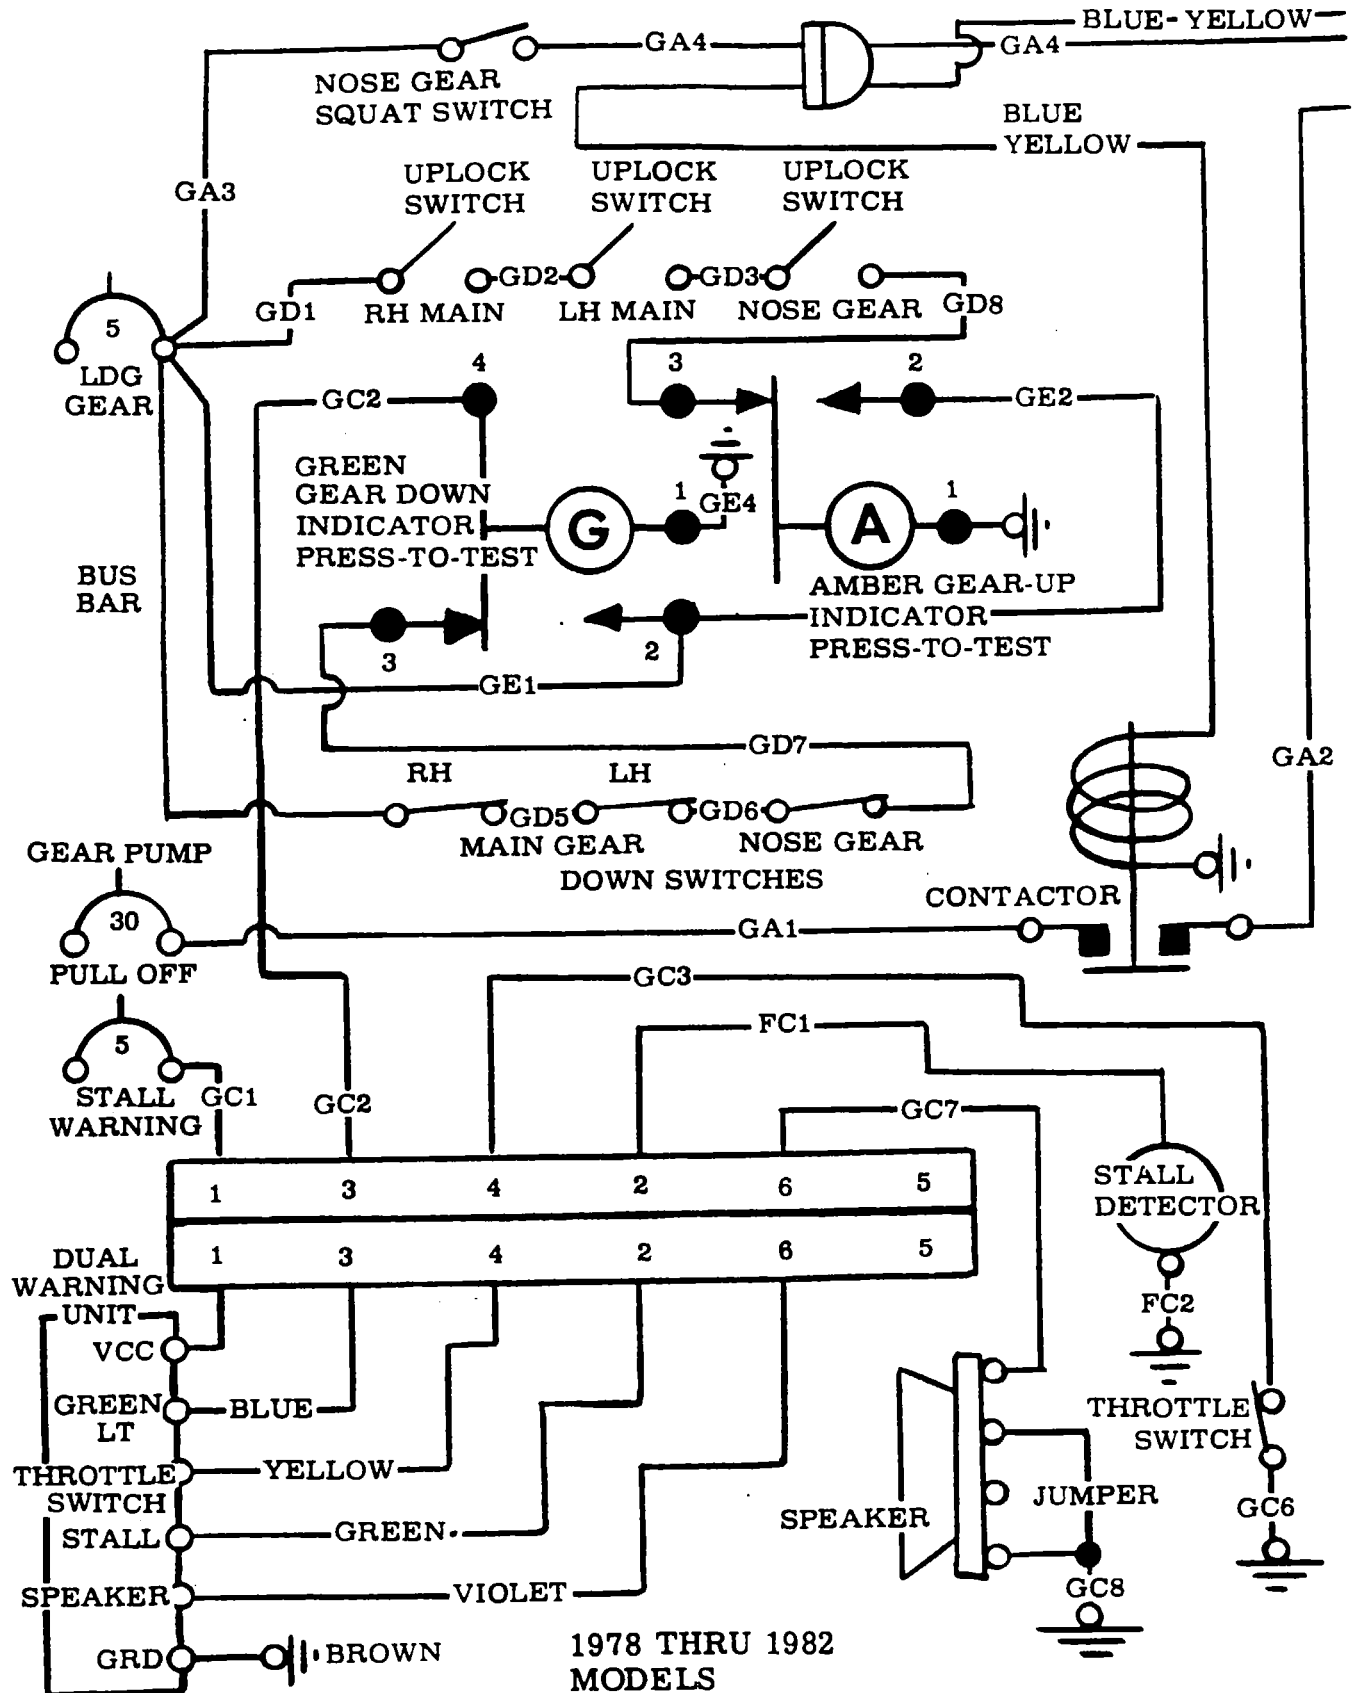 BLUE-YELLOW
GA4
GA4
NOSE GEAR
SQUAT SWITCH
BLUE
YELLOW
GA3
UPLOCK
SWITCH
UPLOCK
SWITCH
UPLOCK
SWITCH
GD1
GD2
GD3
GD8
RH MAIN
LH MAIN
NOSE GEAR
5
LDG
GEAR
4
3
2
GC2
GE2
GREEN
GEAR DOWN
INDICATOR
PRESS-TO-TEST
G
1
GE4
A
1
AMBER GEAR-UP
INDICATOR
PRESS-TO-TEST
BUS
BAR
3
2
GE1
GD7
GA2
RH
LH
GD5
GD6
MAIN GEAR
NOSE GEAR
DOWN SWITCHES
GEAR PUMP
30
PULL OFF
CONTACTOR
GA1
GC3
FC1
5
STALL
WARNING
GC1
GC2
GC7
1 3 4 2 6 5
1 3 4 2 6 5
STALL
DETECTOR
FC2
DUAL
WARNING
UNIT
VCC
GREEN
LT
BLUE
THROTTLE
SWITCH
YELLOW
STALL
GREEN
SPEAKER
VIOLET
GRD
BROWN
SPEAKER
JUMPER
GC8
THROTTLE
SWITCH
GC6
1978 THRU 1982
MODELS